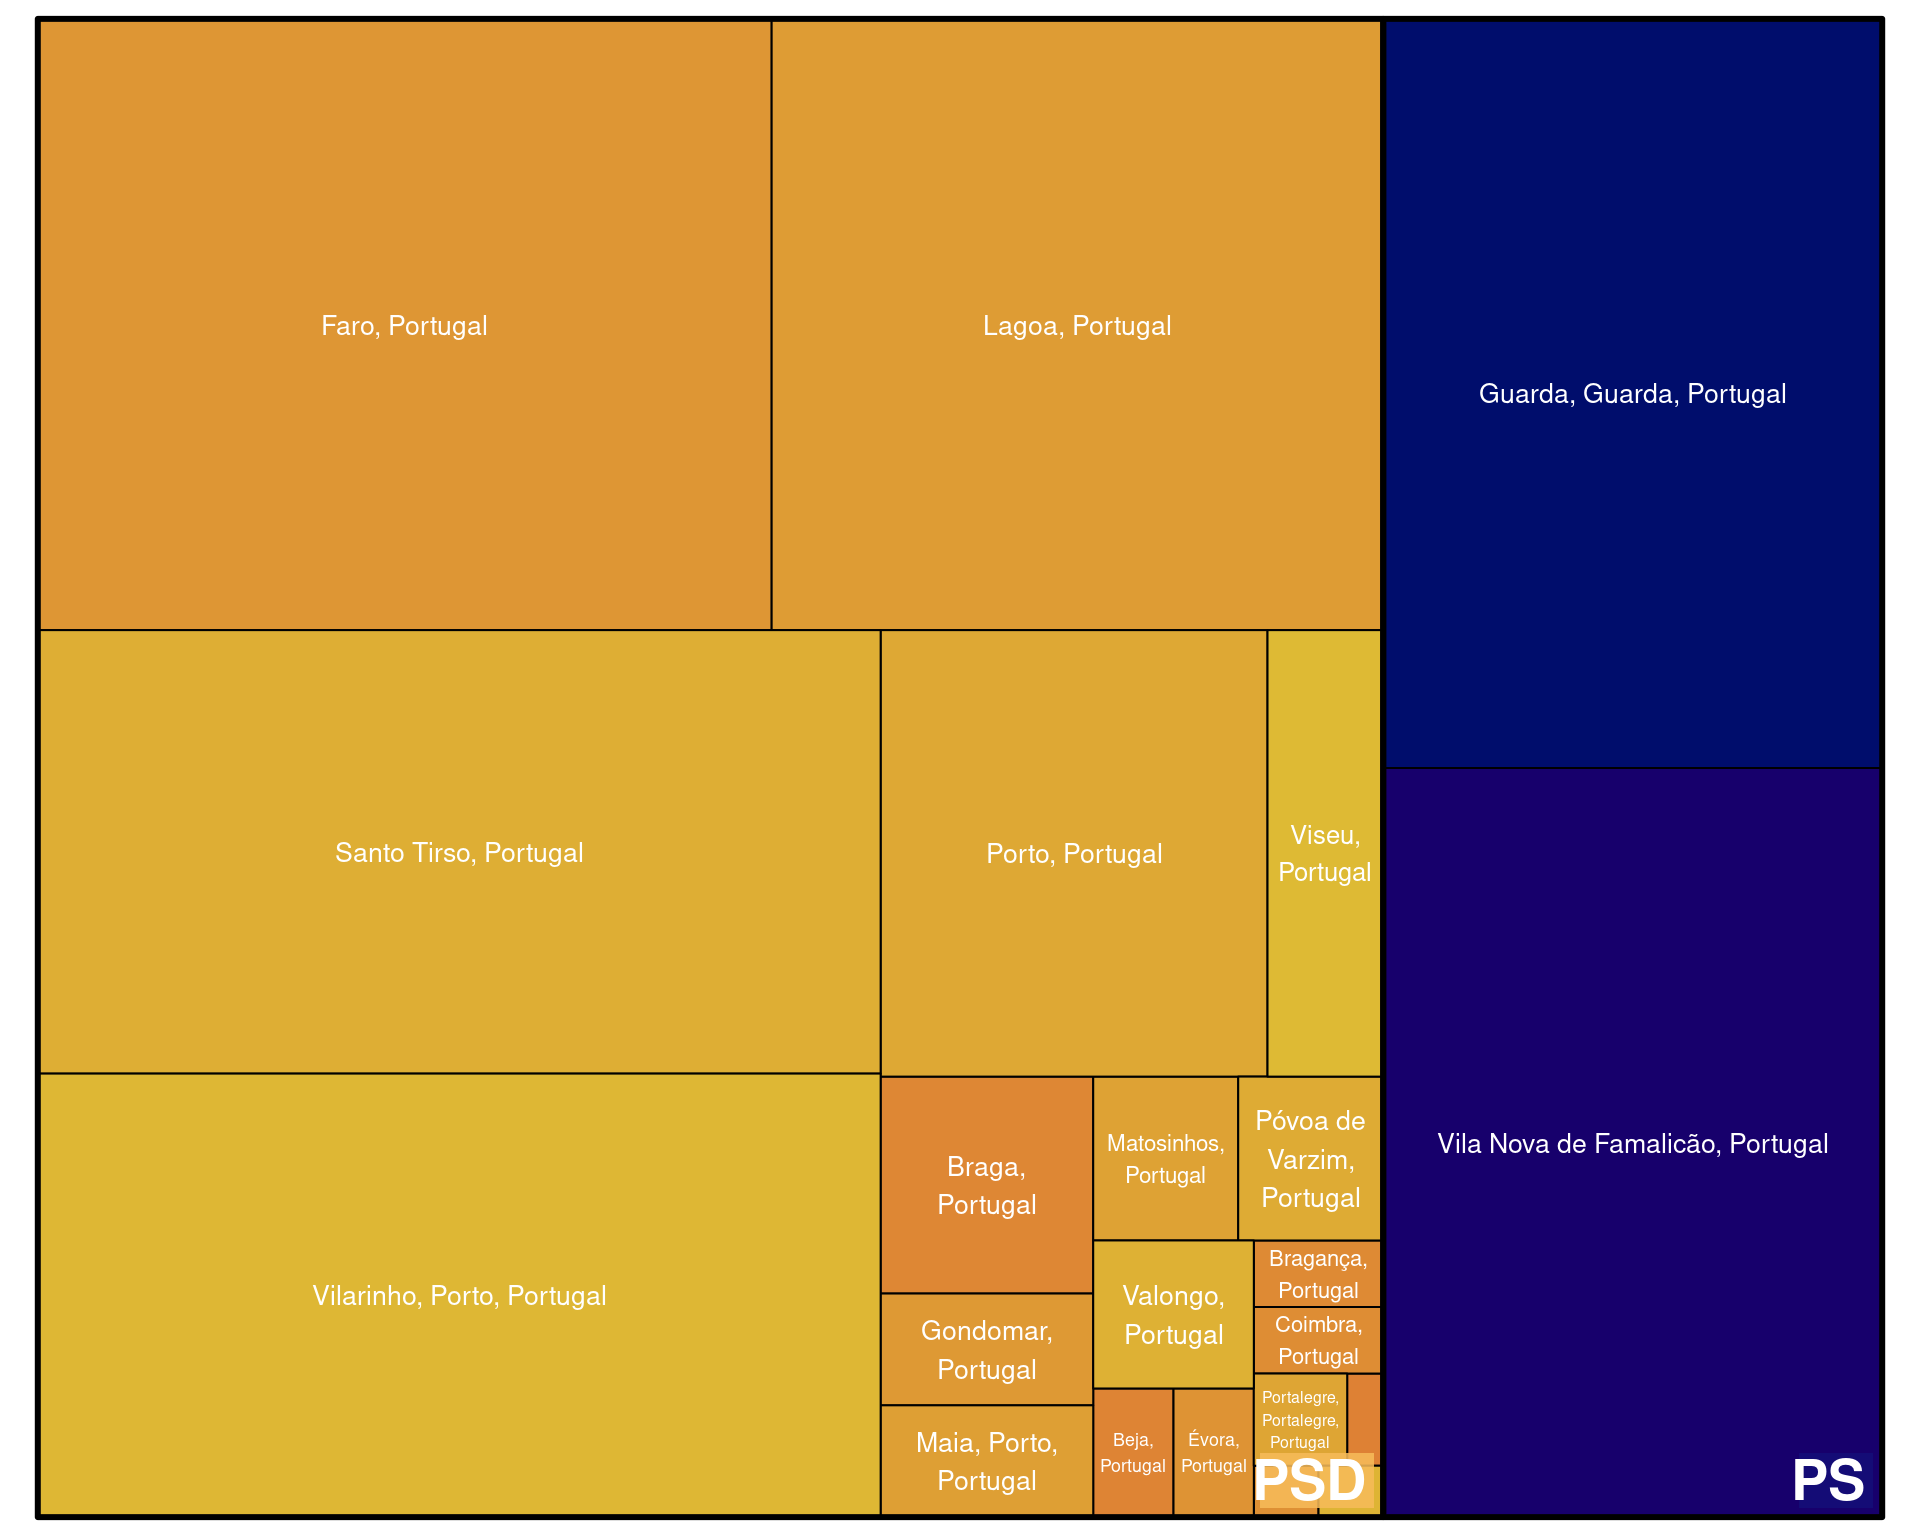 Faro, Portugal
Lagoa, Portugal
Guarda, Guarda, Portugal
Santo Tirso, Portugal
Porto, Portugal
Viseu,
Portugal
Vila Nova de Famalicão, Portugal
Vilarinho, Porto, Portugal
Braga,
Portugal
Matosinhos,
Portugal
Póvoa de
Varzim,
Portugal
Gondomar,
Portugal
Valongo,
Portugal
Bragança,
Portugal
Coimbra,
Portugal
Maia, Porto,
Portugal
Beja,
Portugal
Évora,
Portugal
Portalegre,
Portalegre,
Portugal
PSD
PS